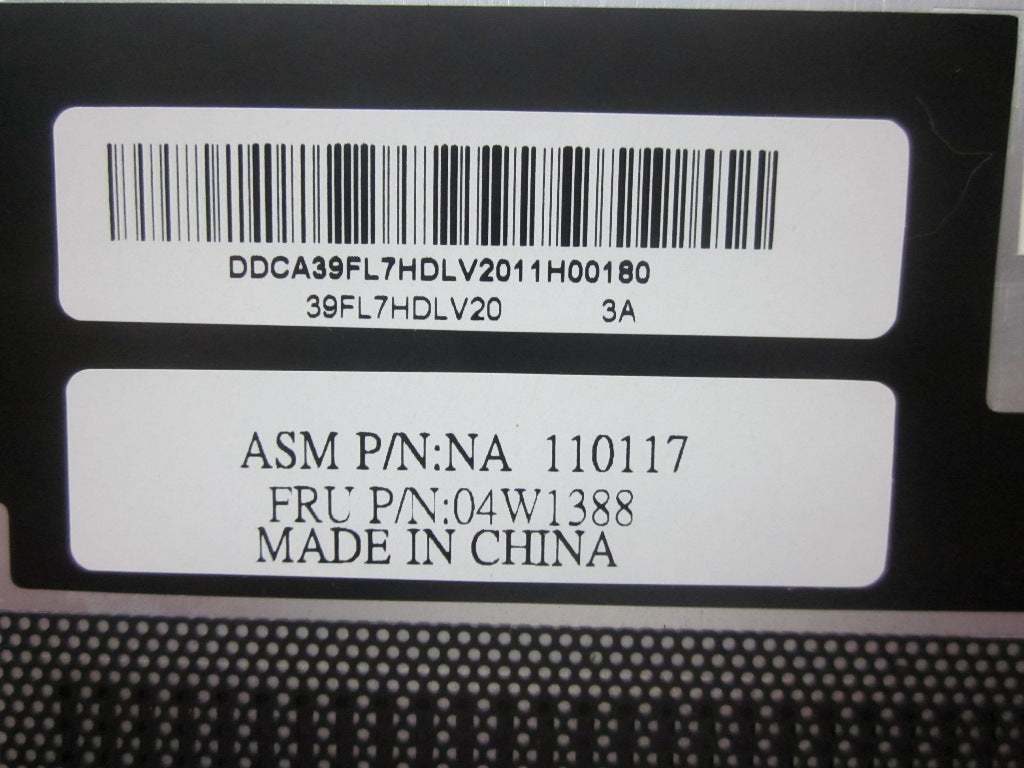 DDCA39FL7HDLV2011H00180
39FL7HDLV20 3A
ASM P/N:NA 110117
FRU P/N:04W1388
MADE IN CHINA